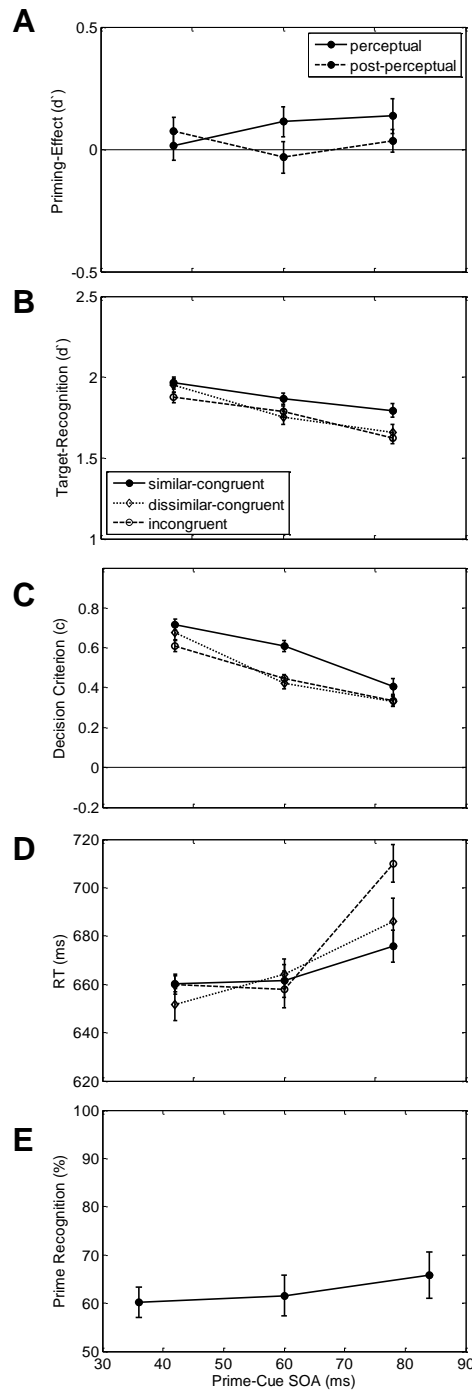 A
0.5
0
-0.5
Priming-Effect (d`)
perceptual
post-perceptual
B
2.5
2
1.5
1
Target-Recognition (d`)
similar-congruent
dissimilar-congruent
incongruent
C
0.8
0.6
0.4
0.2
0
-0.2
Decision Criterion (c)
D
720
700
680
660
640
620
RT (ms)
E
100
90
80
70
60
50
Prime Recognition (%)
30 40 50 60 70 80 90
Prime-Cue SOA (ms)